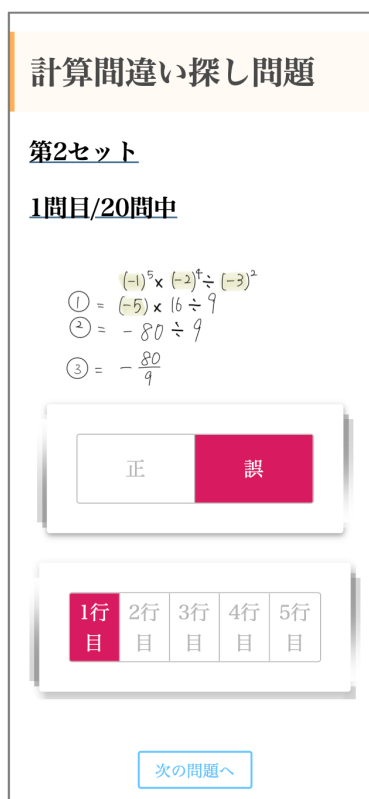 計算間違い探し問題
第2セット
1問目/20問中
(-1)⁵× (-2)⁴÷ (-3)²
① = (-5) × 16 ÷ 9
② = - 80 ÷ 9
③ = - 80/9
正 誤
1行目 2行目 3行目 4行目 5行目
次の問題へ